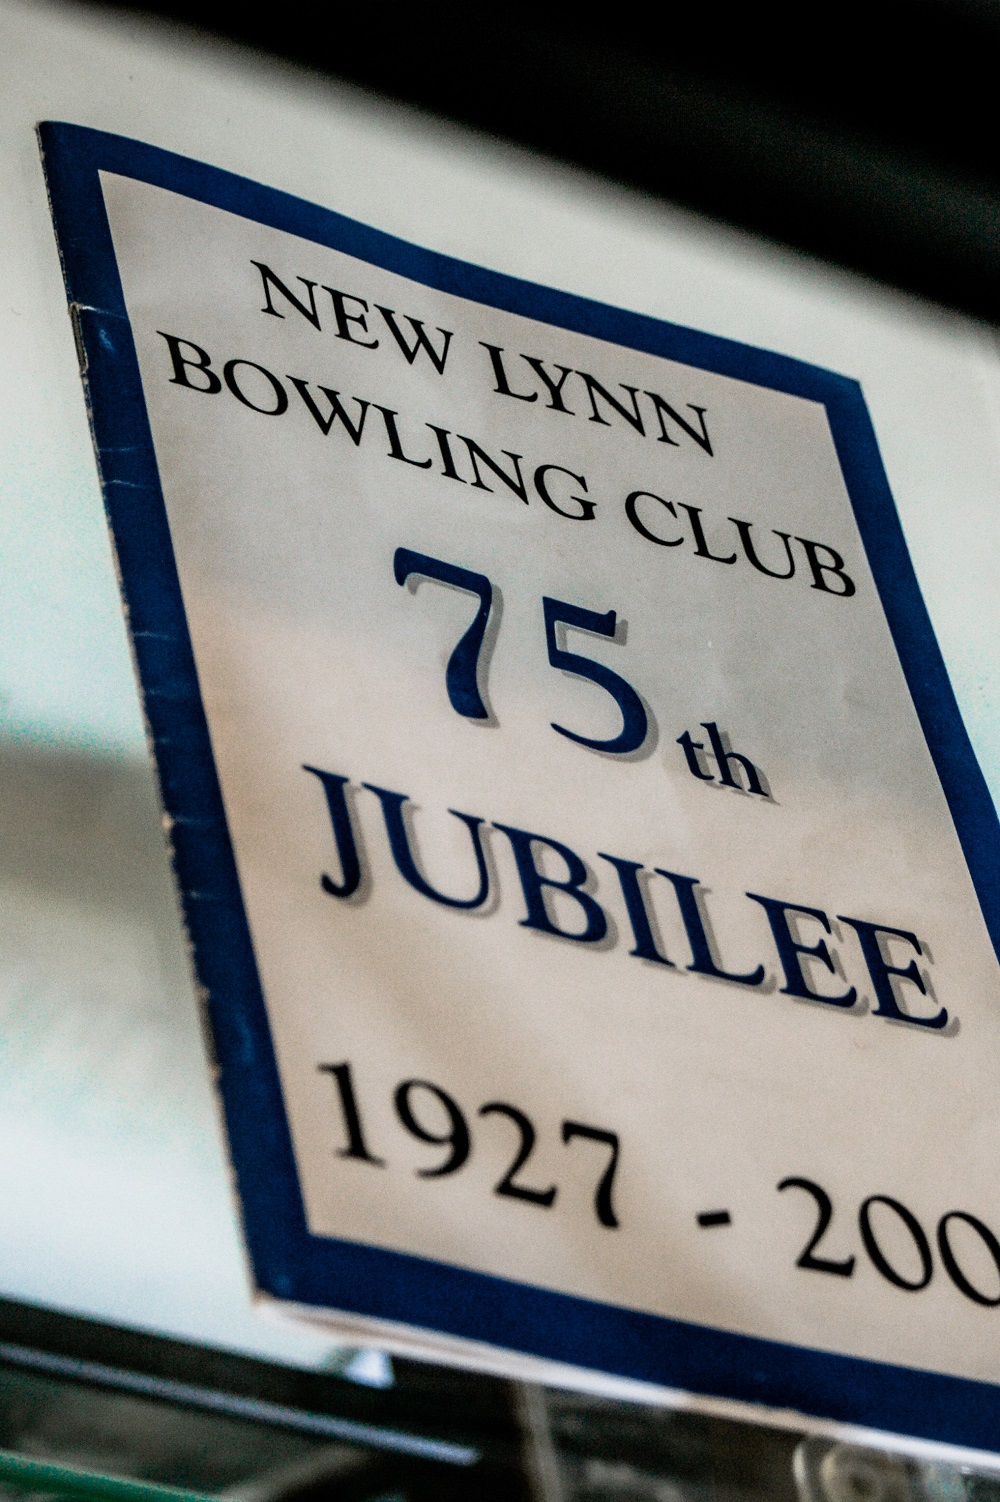 NEW LYNN
BOWLING CLUB
75th
JUBILEE
1927 - 200